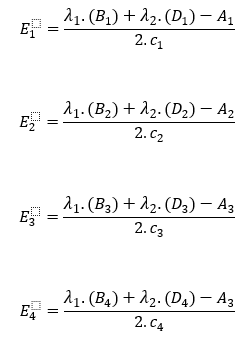 E₁□ = (λ₁.(B₁) + λ₂.(D₁) − A₁) / (2.c₁)
E₂□ = (λ₁.(B₂) + λ₂.(D₂) − A₂) / (2.c₂)
E₃□ = (λ₁.(B₃) + λ₂.(D₃) − A₃) / (2.c₃)
E₄□ = (λ₁.(B₄) + λ₂.(D₄) − A₃) / (2.c₄)